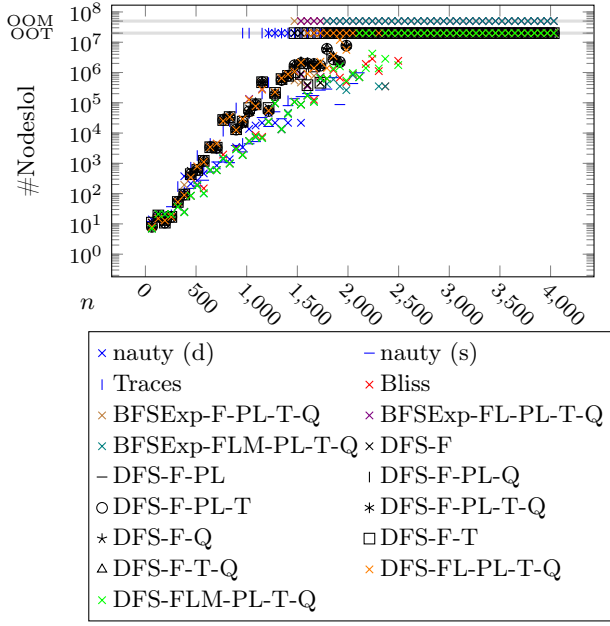 OOM
OOT
10^8
10^7
10^6
10^5
10^4
10^3
10^2
10^1
10^0
#Nodeslol
n
0
500
1,000
1,500
2,000
2,500
3,000
3,500
4,000
nauty (d) nauty (s)
Traces Bliss
BFSExp-F-PL-T-Q BFSExp-FL-PL-T-Q
BFSExp-FLM-PL-T-Q DFS-F
DFS-F-PL DFS-F-PL-Q
DFS-F-PL-T DFS-F-PL-T-Q
DFS-F-Q DFS-F-T
DFS-F-T-Q DFS-FL-PL-T-Q
DFS-FLM-PL-T-Q